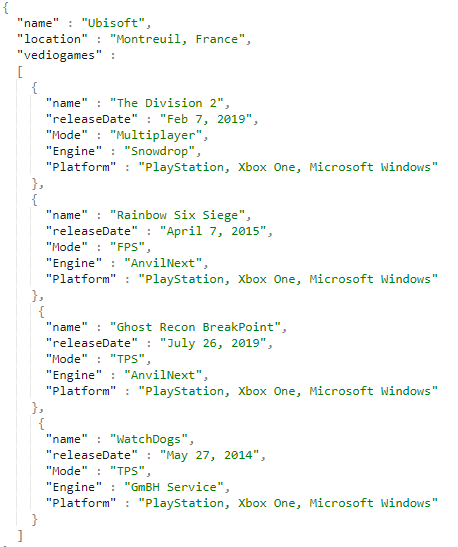 {
"name" : "Ubisoft",
"location" : "Montreuil, France",
"vediogames" :
[
{
"name" : "The Division 2",
"releaseDate" : "Feb 7, 2019",
"Mode" : "Multiplayer",
"Engine" : "Snowdrop",
"Platform" : "PlayStation, Xbox One, Microsoft Windows"
},
{
"name" : "Rainbow Six Siege",
"releaseDate" : "April 7, 2015",
"Mode" : "FPS",
"Engine" : "AnvilNext",
"Platform" : "PlayStation, Xbox One, Microsoft Windows"
},
{
"name" : "Ghost Recon BreakPoint",
"releaseDate" : "July 26, 2019",
"Mode" : "TPS",
"Engine" : "AnvilNext",
"Platform" : "PlayStation, Xbox One, Microsoft Windows"
},
{
"name" : "WatchDogs",
"releaseDate" : "May 27, 2014",
"Mode" : "TPS",
"Engine" : "GmBH Service",
"Platform" : "PlayStation, Xbox One, Microsoft Windows"
}
]